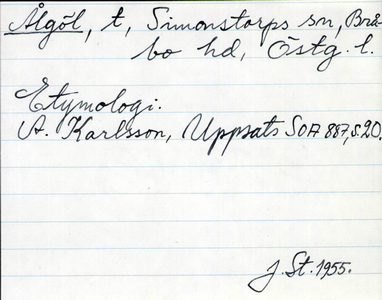 Ålgöl, t, Simonstorps sn, Brå-
bo hd, Östg. l.
Etymologi.
A. Karlsson, Uppsats SOA 887, s. 20.
J. St. 1955.